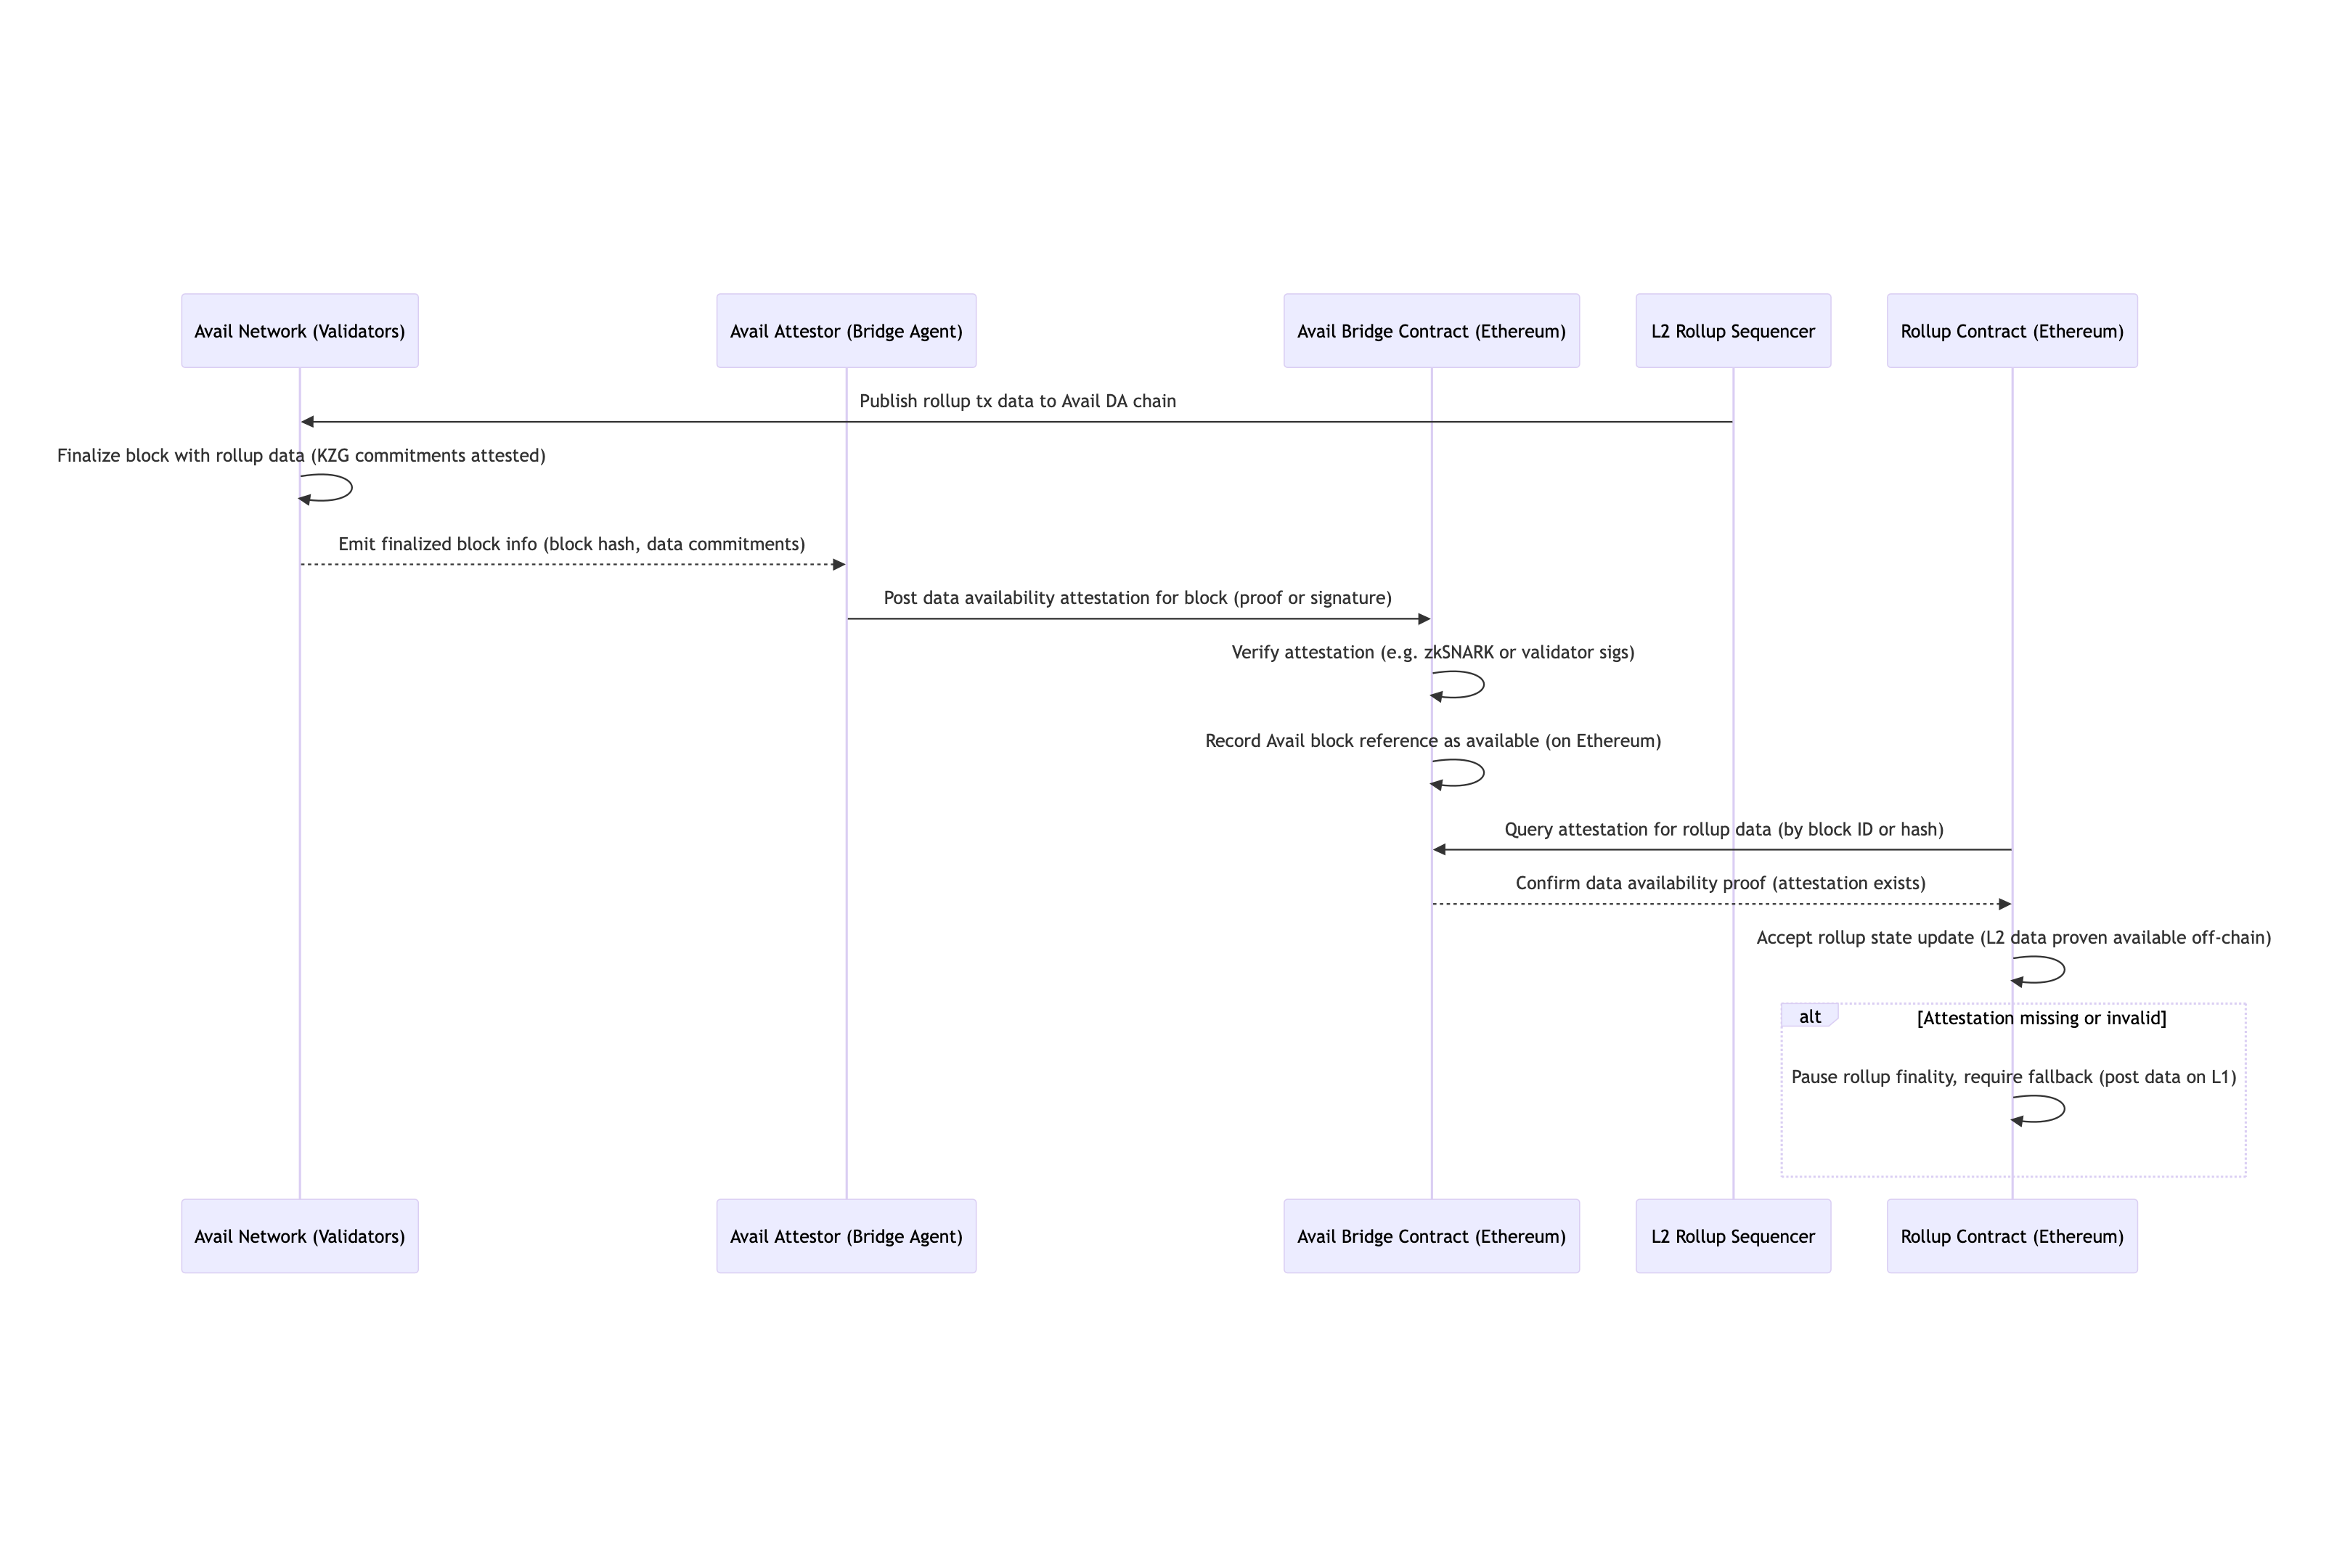 Avail Network (Validators)
Avail Attestor (Bridge Agent)
Avail Bridge Contract (Ethereum)
L2 Rollup Sequencer
Rollup Contract (Ethereum)
Publish rollup tx data to Avail DA chain
Finalize block with rollup data (KZG commitments attested)
Emit finalized block info (block hash, data commitments)
Post data availability attestation for block (proof or signature)
Verify attestation (e.g. zkSNARK or validator sigs)
Record Avail block reference as available (on Ethereum)
Query attestation for rollup data (by block ID or hash)
Confirm data availability proof (attestation exists)
Accept rollup state update (L2 data proven available off-chain)
alt
[Attestation missing or invalid]
Pause rollup finality, require fallback (post data on L1)
Avail Network (Validators)
Avail Attestor (Bridge Agent)
Avail Bridge Contract (Ethereum)
L2 Rollup Sequencer
Rollup Contract (Ethereum)